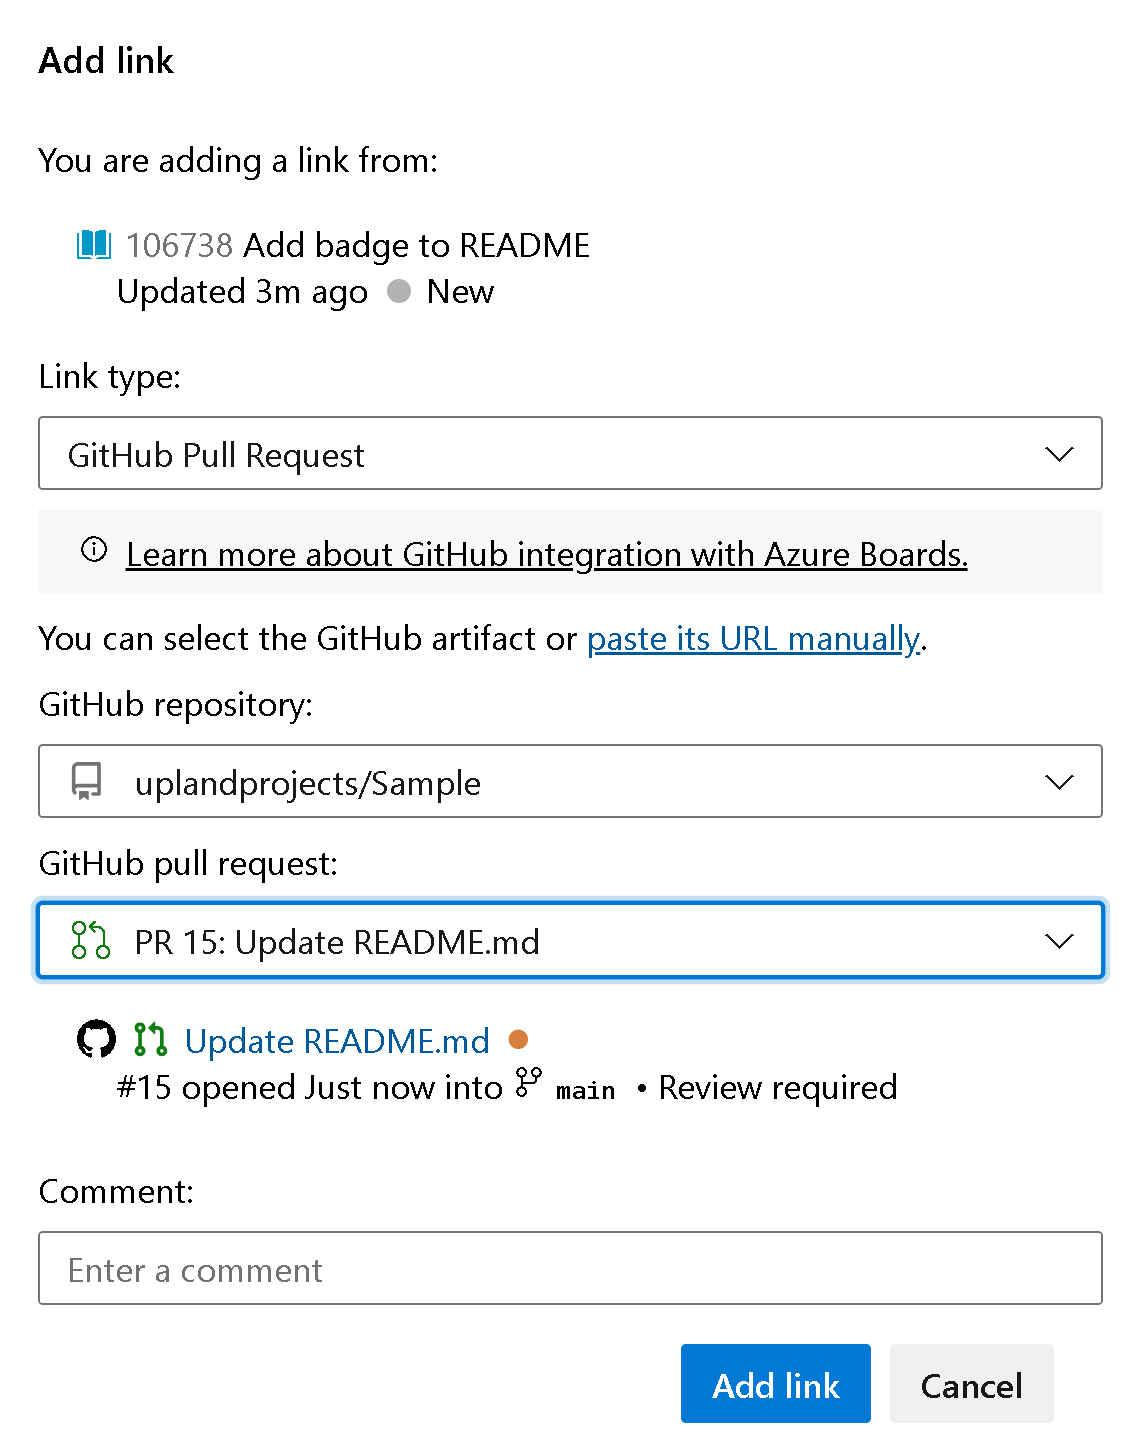 Add link
You are adding a link from:
106738 Add badge to README
Updated 3m ago New
Link type:
GitHub Pull Request
Learn more about GitHub integration with Azure Boards.
You can select the GitHub artifact or paste its URL manually.
GitHub repository:
uplandprojects/Sample
GitHub pull request:
PR 15: Update README.md
Update README.md
#15 opened Just now into main • Review required
Comment:
Enter a comment
Add link Cancel